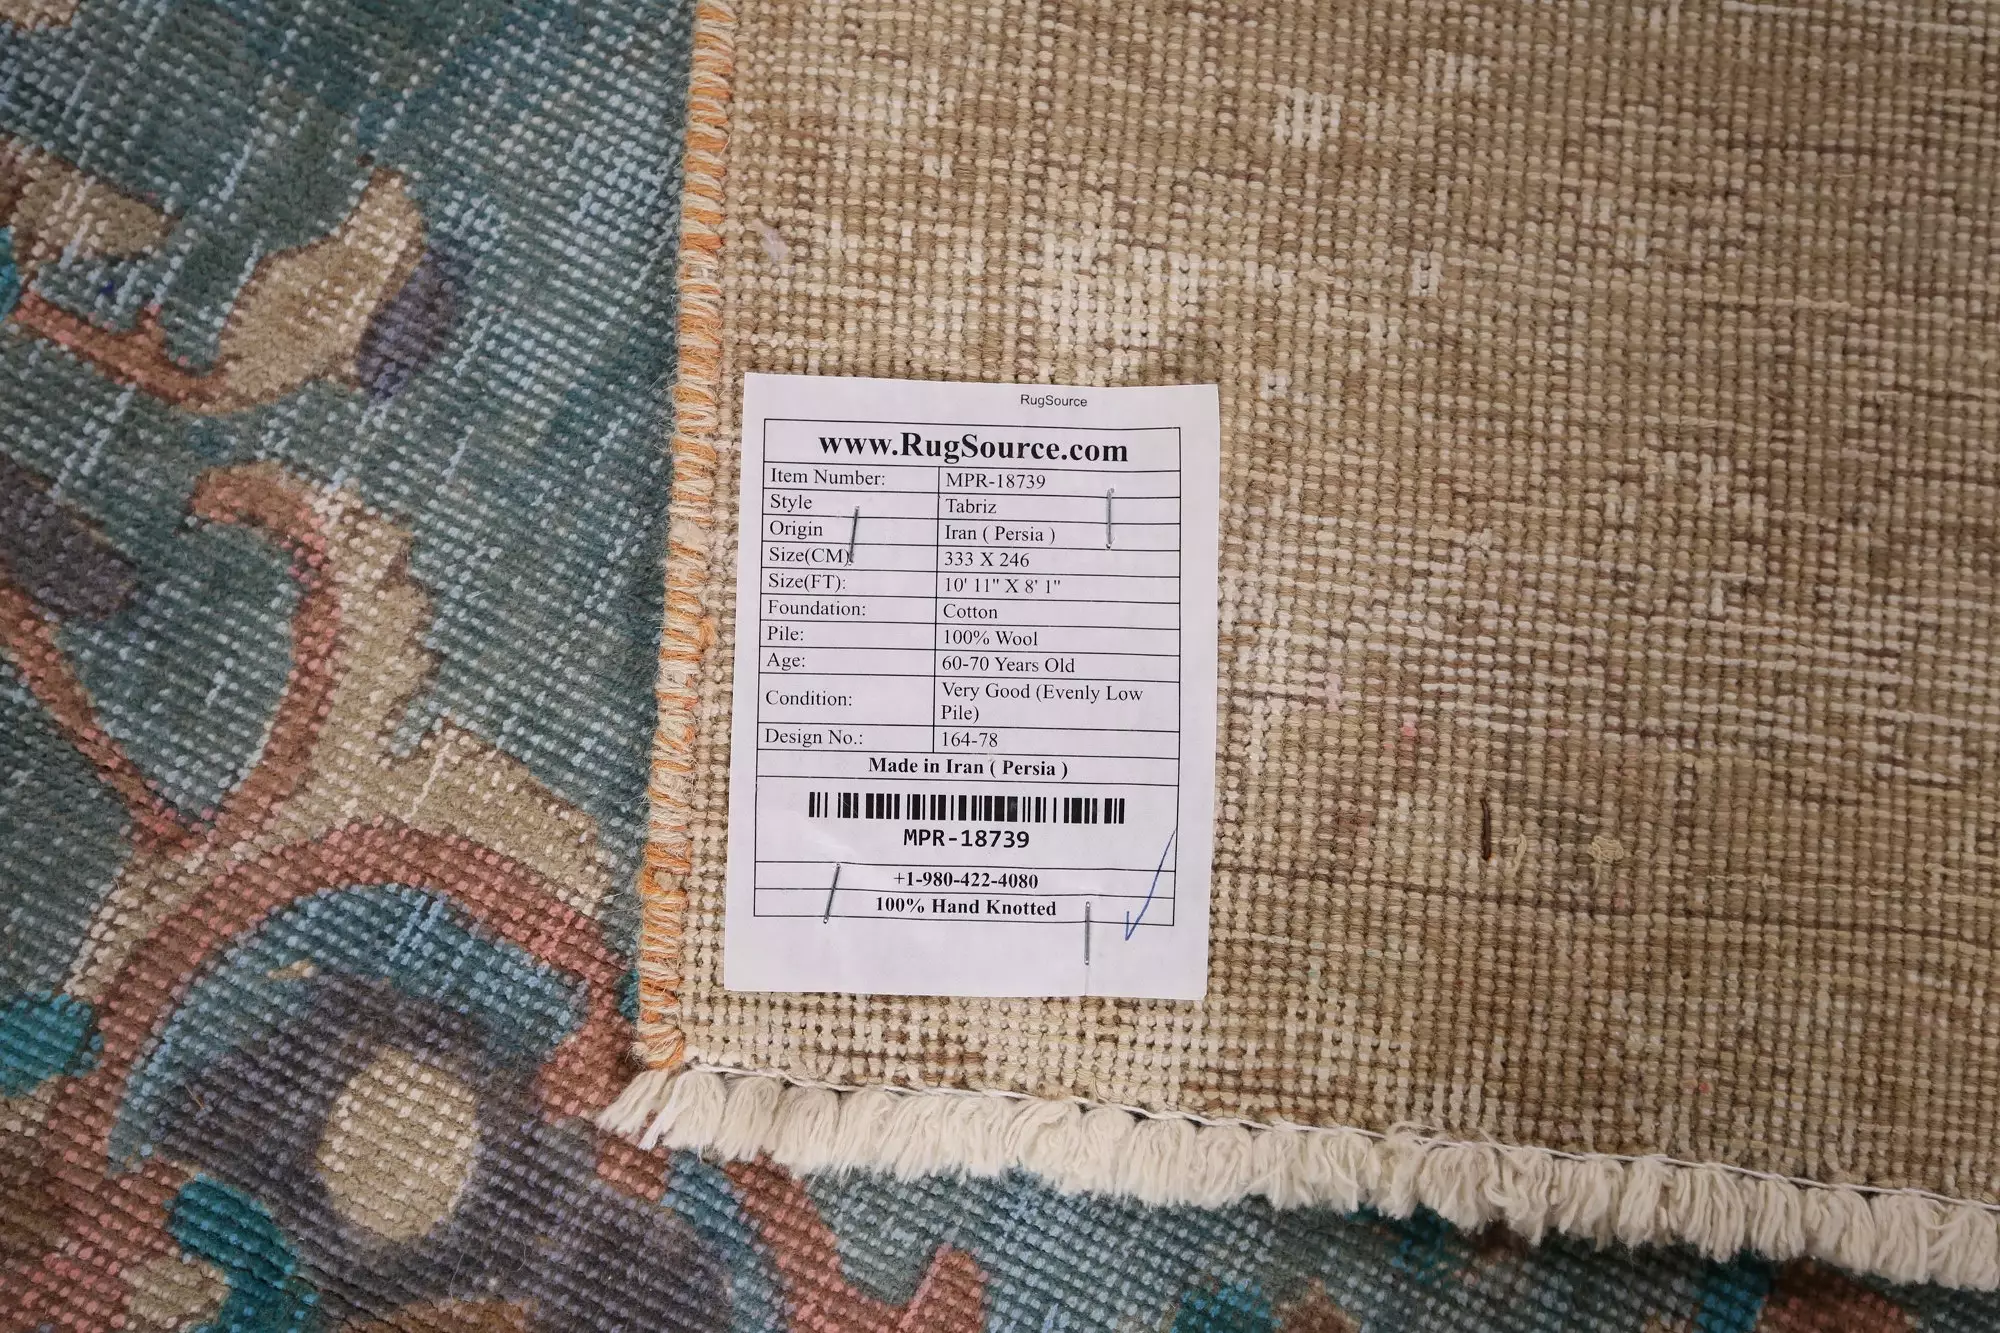 RugSource
www.RugSource.com
Item Number: MPR-18739
Style Tabriz
Origin Iran ( Persia )
Size(CM) 333 X 246
Size(FT): 10' 11" X 8' 1"
Foundation: Cotton
Pile: 100% Wool
Age: 60-70 Years Old
Condition: Very Good (Evenly Low
Pile)
Design No.: 164-78
Made in Iran ( Persia )
MPR-18739
+1-980-422-4080
100% Hand Knotted